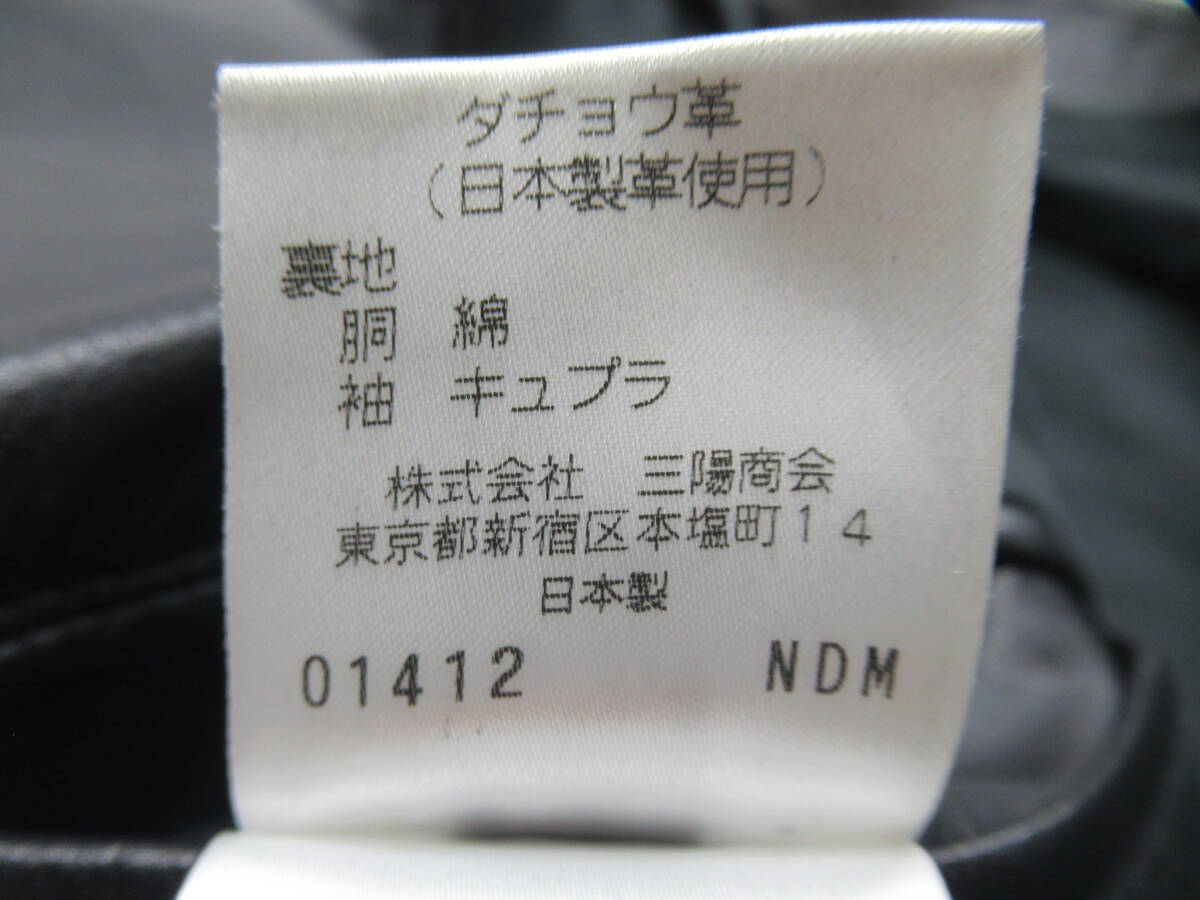 ダチョウ革
（日本製革使用）
裏地
胴 綿
袖 キュプラ
株式会社 三陽商会
東京都新宿区本塩町１４
日本製
01412 NDM